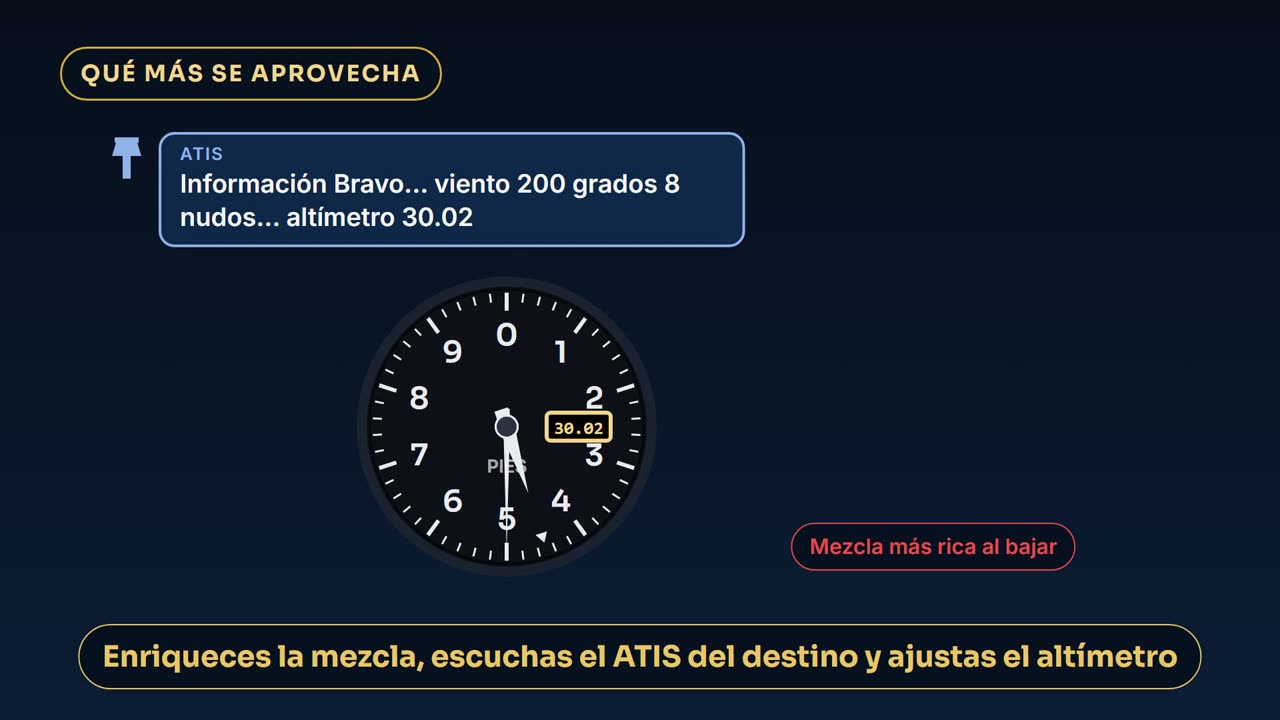 QUÉ MÁS SE APROVECHA
ATIS
Información Bravo... viento 200 grados 8
nudos... altímetro 30.02
0
1
2
3
4
5
6
7
8
9
30.02
PIES
Mezcla más rica al bajar
Enriqueces la mezcla, escuchas el ATIS del destino y ajustas el altímetro